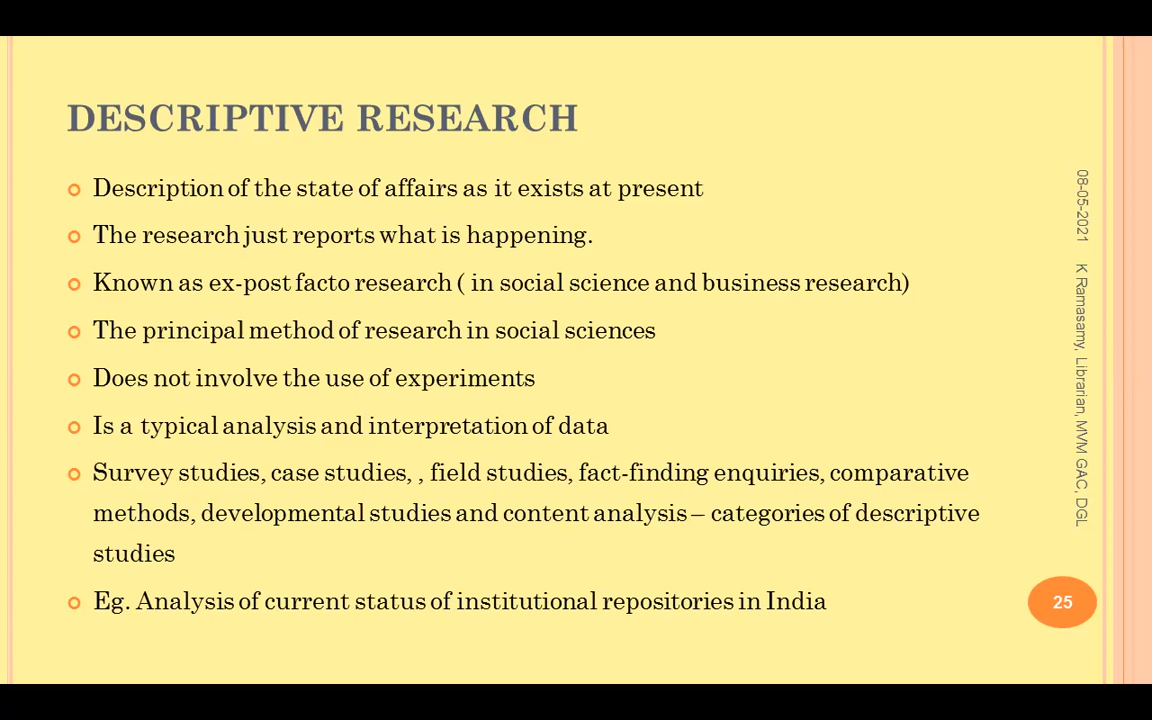 DESCRIPTIVE RESEARCH
Description of the state of affairs as it exists at present
The research just reports what is happening.
Known as ex-post facto research ( in social science and business research)
The principal method of research in social sciences
Does not involve the use of experiments
Is a typical analysis and interpretation of data
Survey studies, case studies, , field studies, fact-finding enquiries, comparative
methods, developmental studies and content analysis – categories of descriptive
studies
Eg. Analysis of current status of institutional repositories in India
08-05-2021 K Ramasamy, Librarian, MVM GAC, DGL
25